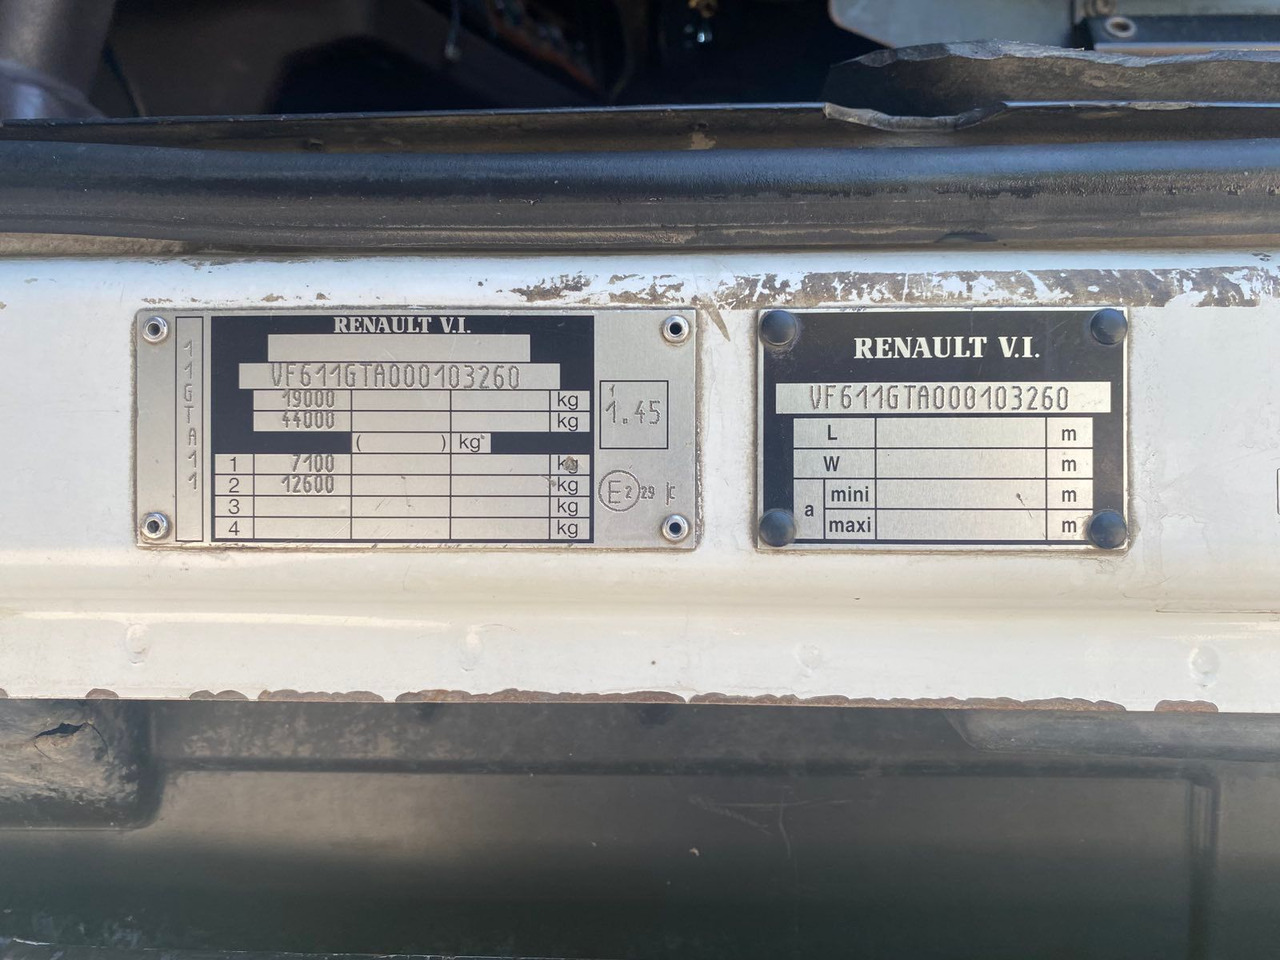 11GTA11
RENAULT V.I.
VF611GTA000103260
19000 kg
44000 kg
( ) kg
1 7100 kg
2 12600 kg
3 kg
4 kg
1
1.45
E2 29
RENAULT V.I.
VF611GTA000103260
L m
W m
a mini m
maxi m